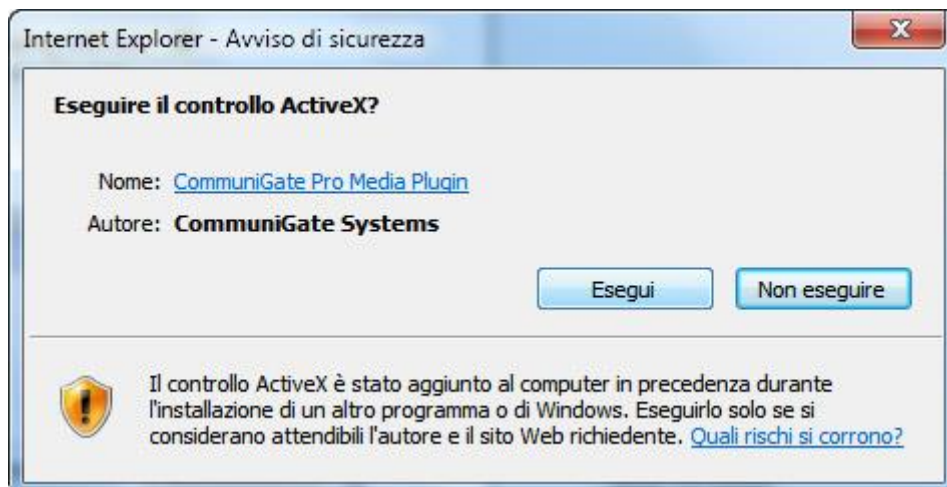 Internet Explorer - Avviso di sicurezza
Eseguire il controllo ActiveX?
Nome: CommuniGate Pro Media Plugin
Autore: CommuniGate Systems
Esegui Non eseguire
Il controllo ActiveX è stato aggiunto al computer in precedenza durante
l'installazione di un altro programma o di Windows. Eseguirlo solo se si
considerano attendibili l'autore e il sito Web richiedente. Quali rischi si corrono?